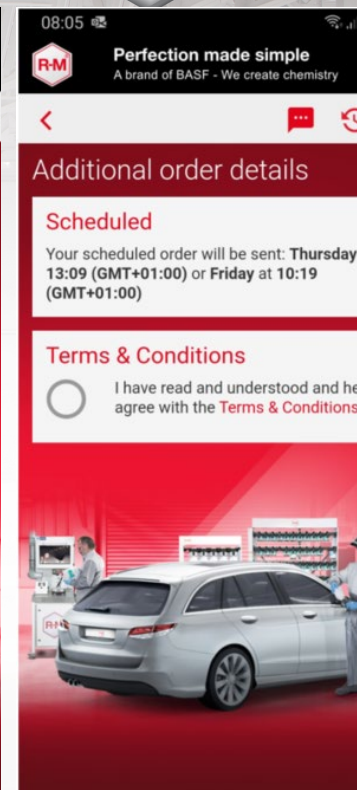 08:05
R-M
Perfection made simple
A brand of BASF - We create chemistry
Additional order details
Scheduled
Your scheduled order will be sent: Thursday
13:09 (GMT+01:00) or Friday at 10:19
(GMT+01:00)
Terms & Conditions
I have read and understood and he
agree with the Terms & Conditions
R-M